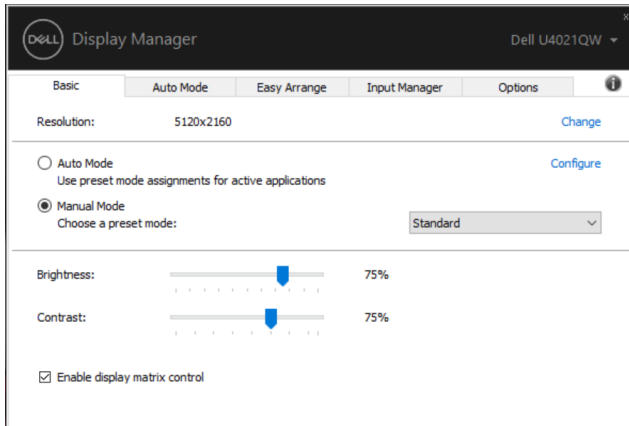 DELL Display Manager Dell U4021QW
Basic Auto Mode Easy Arrange Input Manager Options
Resolution: 5120x2160 Change
Auto Mode Configure
Use preset mode assignments for active applications
Manual Mode
Choose a preset mode: Standard
Brightness: 75%
Contrast: 75%
Enable display matrix control